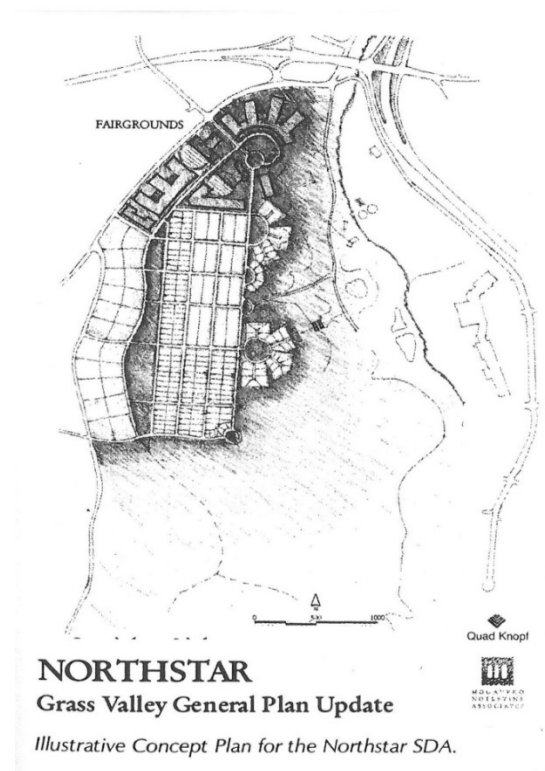 FAIRGROUNDS
N
0
500
1000
Quad Knopf
NORTHSTAR
Grass Valley General Plan Update
ASSOCIATES
Illustrative Concept Plan for the Northstar SDA.